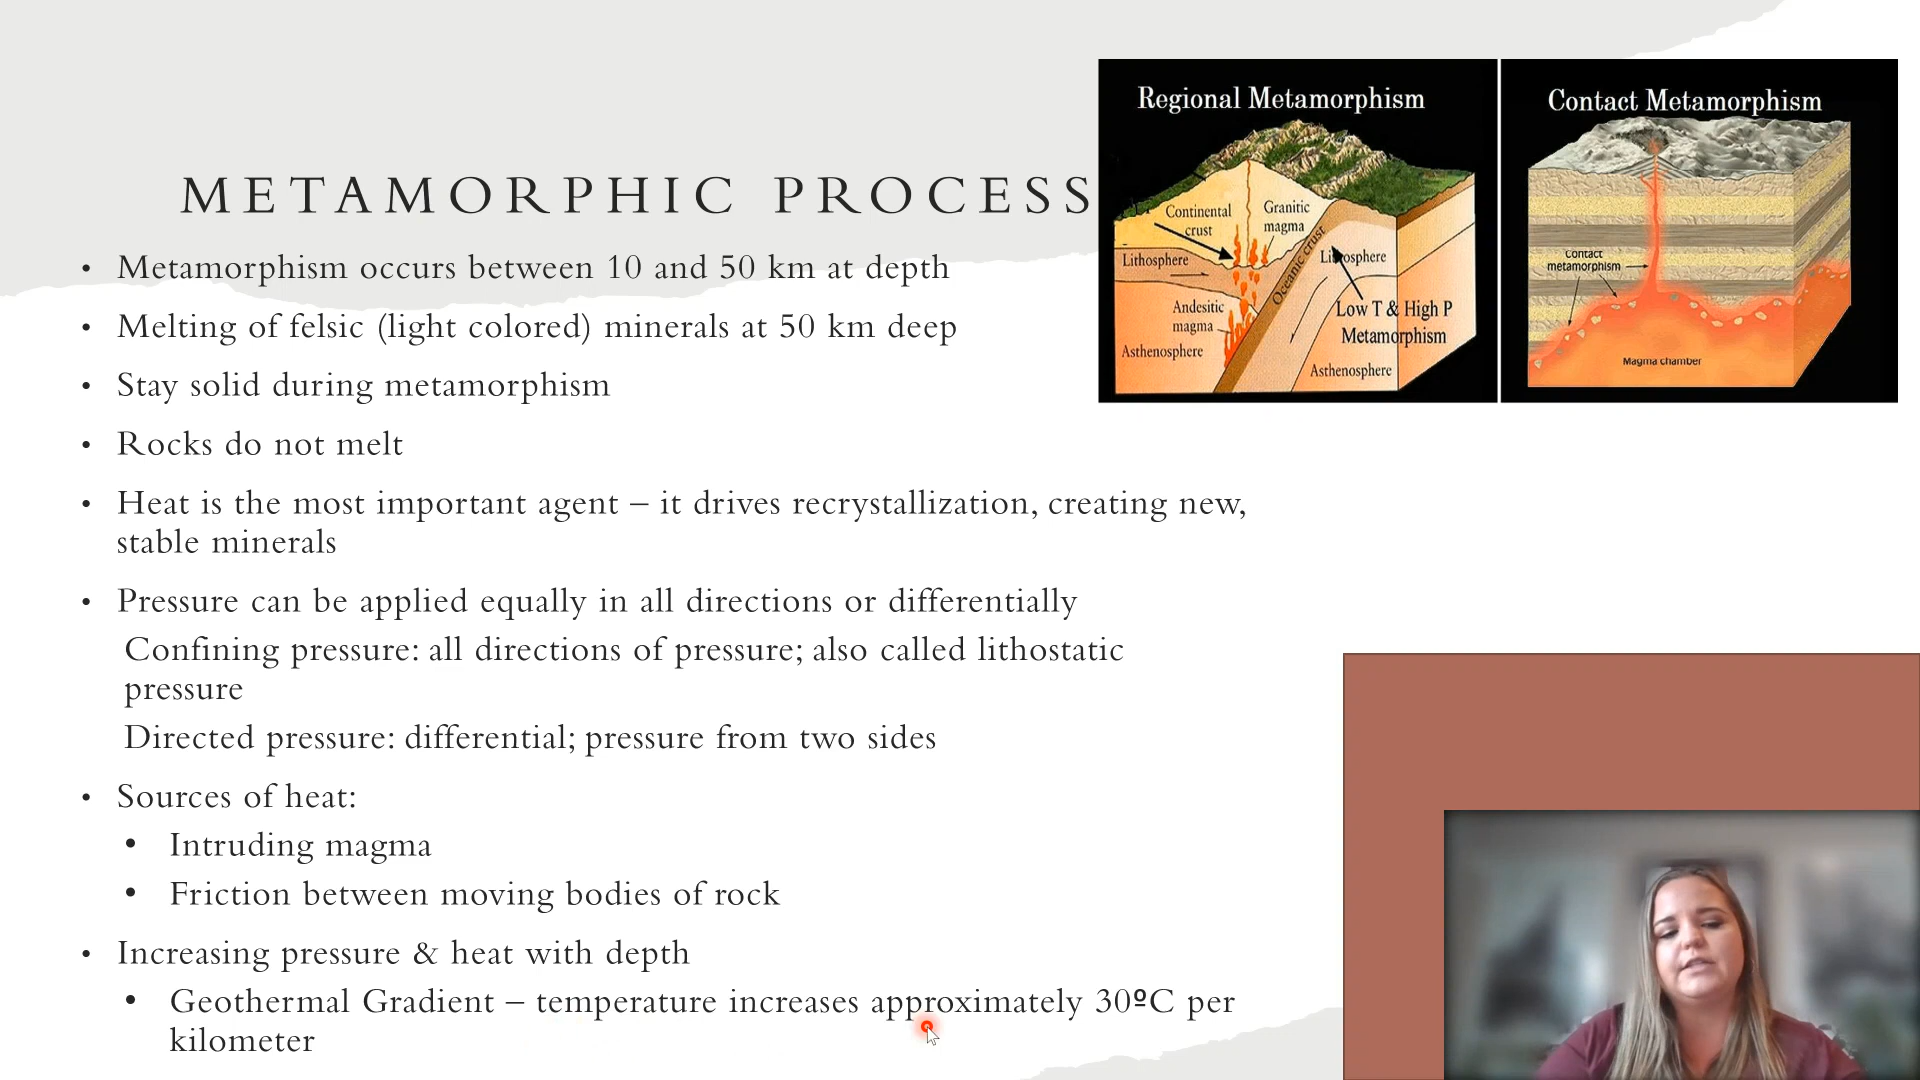 METAMORPHIC PROCESS
• Metamorphism occurs between 10 and 50 km at depth
• Melting of felsic (light colored) minerals at 50 km deep
• Stay solid during metamorphism
• Rocks do not melt
• Heat is the most important agent – it drives recrystallization, creating new,
stable minerals
• Pressure can be applied equally in all directions or differentially
Confining pressure: all directions of pressure; also called lithostatic
pressure
Directed pressure: differential; pressure from two sides
• Sources of heat:
• Intruding magma
• Friction between moving bodies of rock
• Increasing pressure & heat with depth
• Geothermal Gradient – temperature increases approximately 30ºC per
kilometer
Regional Metamorphism
Continental
crust
Granitic
magma
Lithosphere
Oceanic crust
Lithosphere
Andesitic
magma
Low T & High P
Metamorphism
Asthenosphere
Asthenosphere
Contact Metamorphism
Contact
metamorphism
Magma chamber